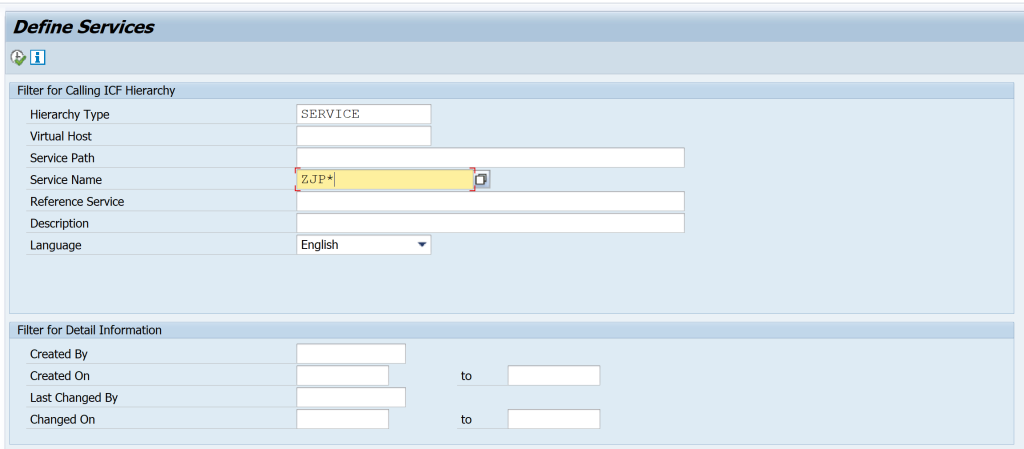 Define Services
Filter for Calling ICF Hierarchy
Hierarchy Type SERVICE
Virtual Host
Service Path
Service Name ZJP*
Reference Service
Description
Language English
Filter for Detail Information
Created By
Created On to
Last Changed By
Changed On to